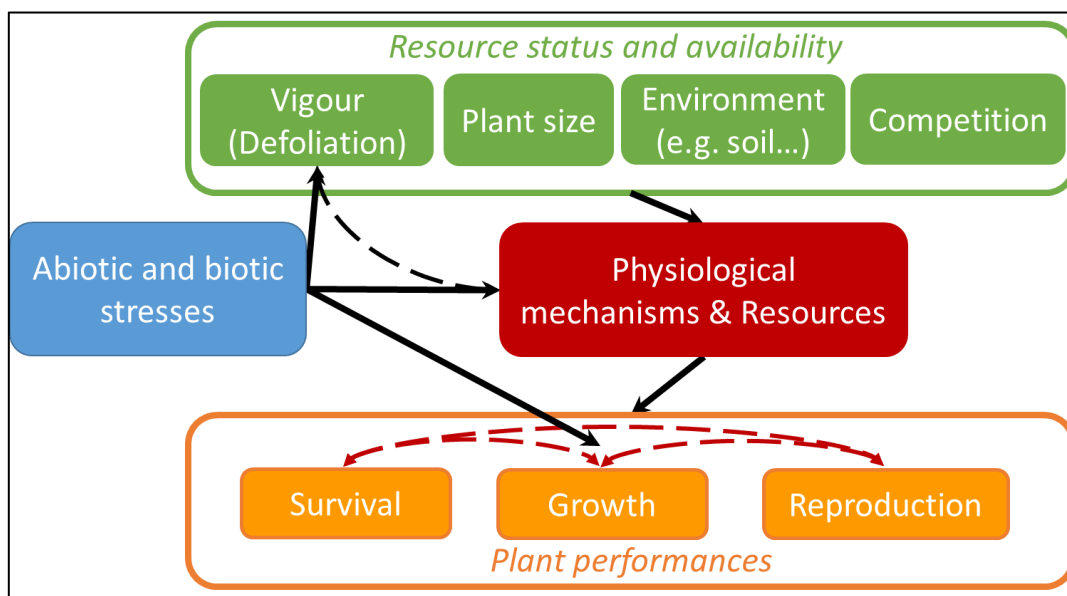 Resource status and availability
Vigour
(Defoliation)
Plant size
Environment
(e.g. soil…)
Competition
Abiotic and biotic
stresses
Physiological
mechanisms & Resources
Survival
Growth
Reproduction
Plant performances